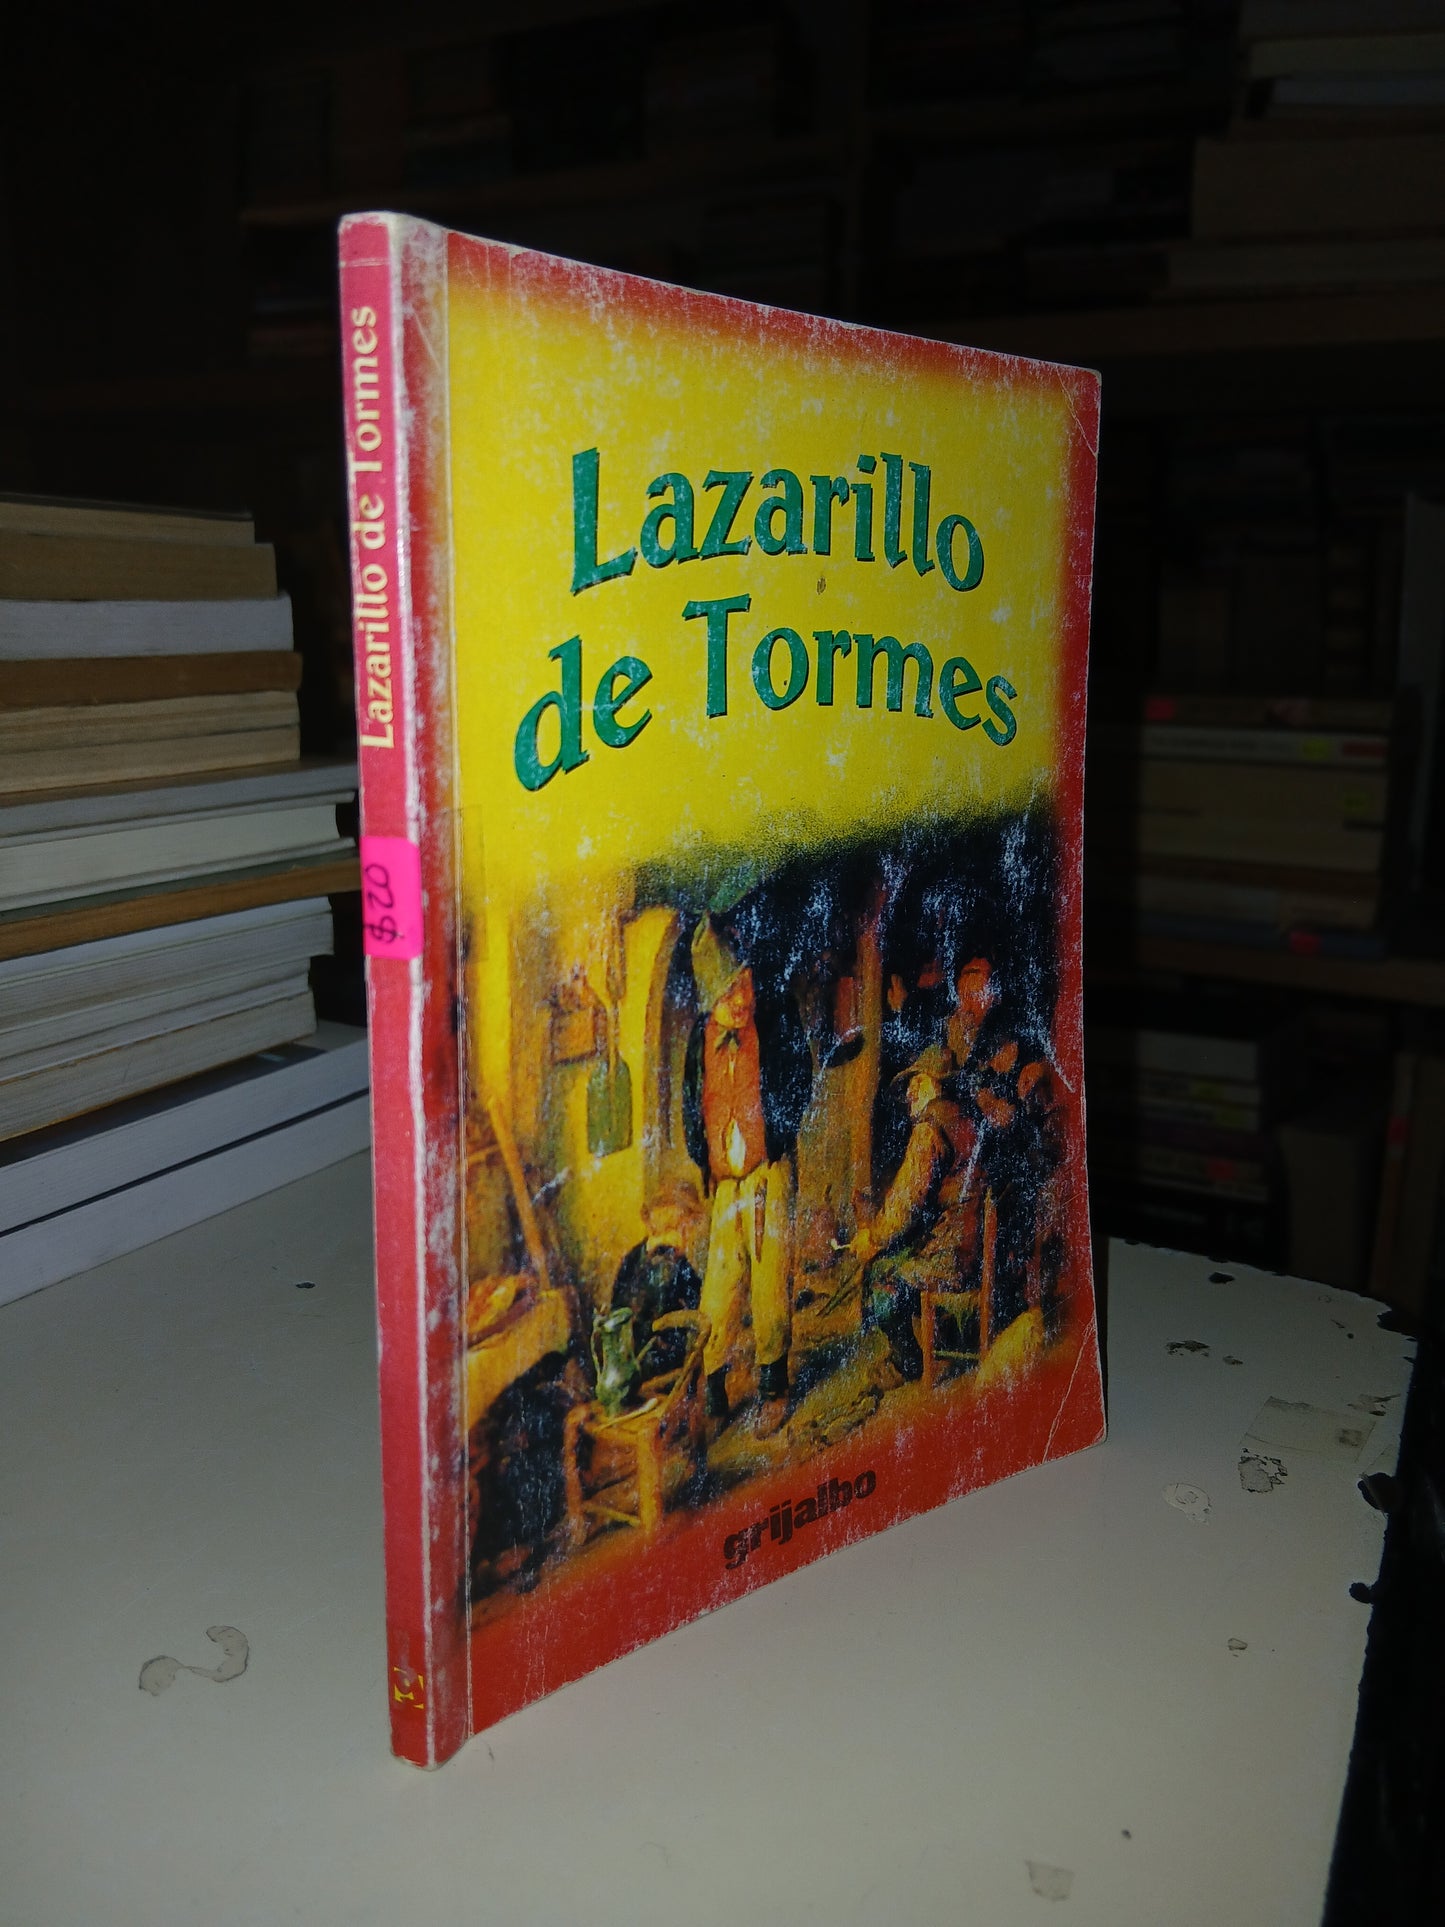 Lazarillo de Tormes
$20
Lazarillo
de Tormes
grijalbo